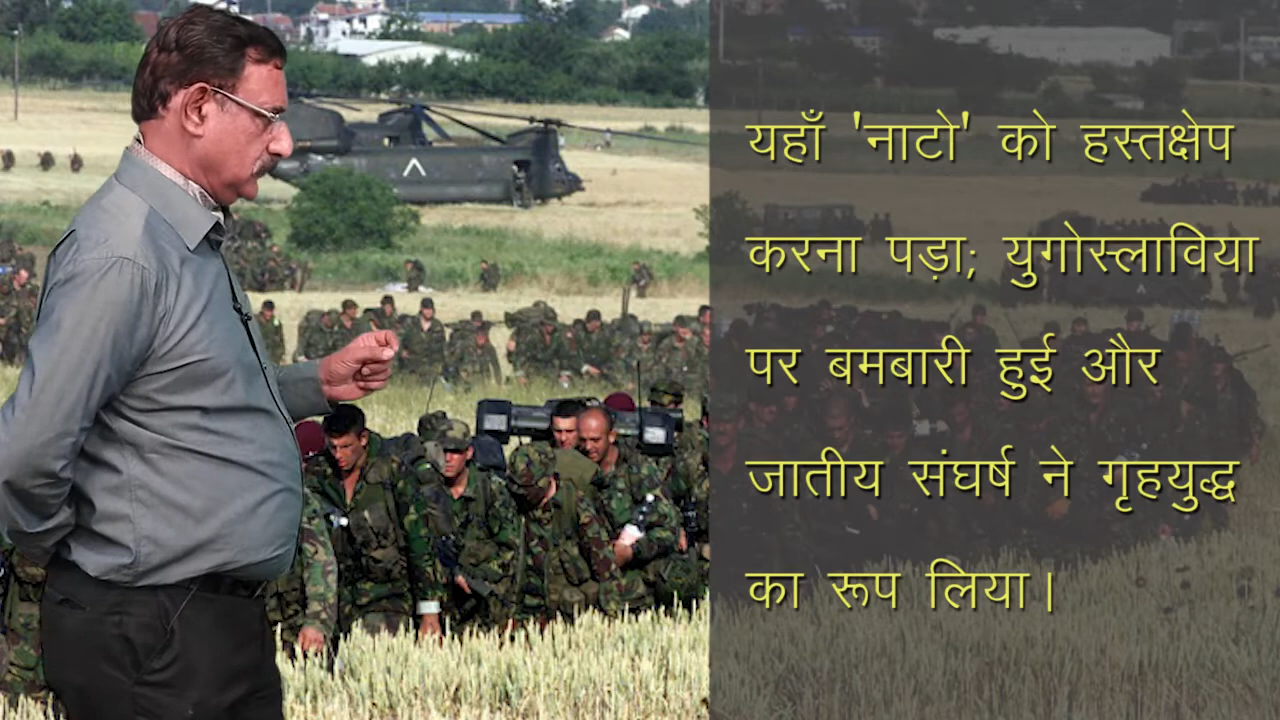 यहाँ 'नाटो' को हस्तक्षेप
करना पड़ा; युगोस्लाविया
पर बमबारी हुई और
जातीय संघर्ष ने गृहयुद्ध
का रूप लिया।